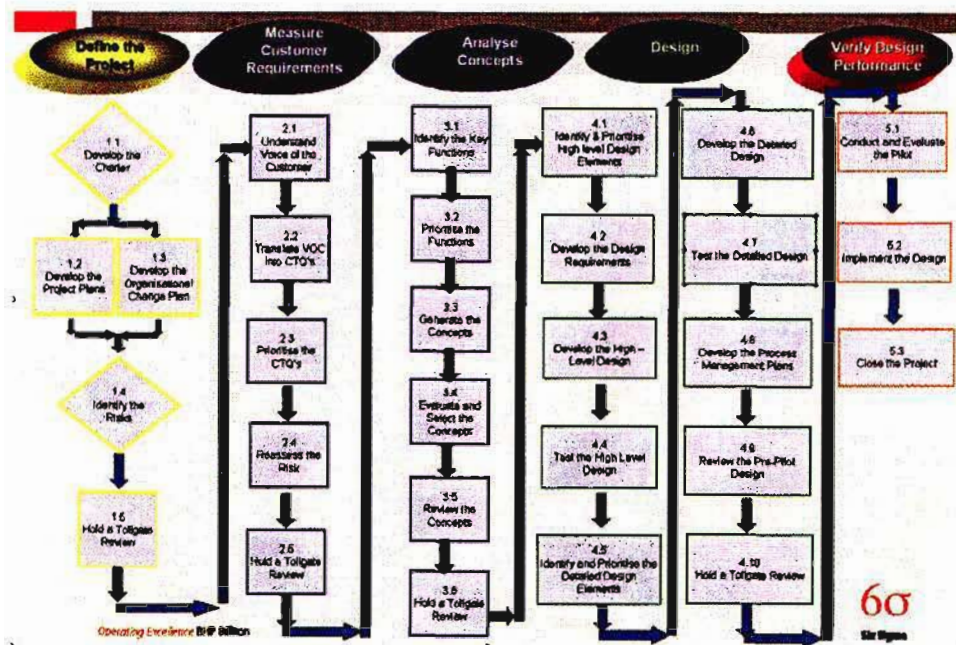 Define the
Project
Measure
Customer
Requirements
Analyse
Concepts
Design
Verify Design
Performance
1.1
Develop the
Charter
1.2
Develop the
Project Plans
1.3
Develop the
Organisational
Change Plan
1.4
Identify the
Risks
1.5
Hold a Tollgate
Review
2.1
Understand
Voice of the
Customer
2.2
Translate VOC
into CTQ's
2.3
Prioritise the
CTQ's
2.4
Reassess the
Risk
2.5
Hold a Tollgate
Review
3.1
Identify the Key
Functions
3.2
Prioritise the
Functions
3.3
Generate the
Concepts
3.4
Evaluate and
Select the
Concepts
3.5
Review the
Concepts
3.6
Hold a Tollgate
Review
4.1
Identify & Prioritise
High level Design
Elements
4.2
Develop the Design
Requirements
4.3
Develop the High –
Level Design
4.4
Test the High Level
Design
4.5
Identify and Prioritise the
Detailed Design
Elements
4.6
Develop the Detailed
Design
4.7
Test the Detailed Design
4.8
Develop the Process
Management Plans
4.9
Review the Pre-Pilot
Design
4.10
Hold a Tollgate Review
5.1
Conduct and Evaluate
the Pilot
5.2
Implement the Design
5.3
Close the Project
Operating Excellence BHP Billiton
6σ
Six Sigma